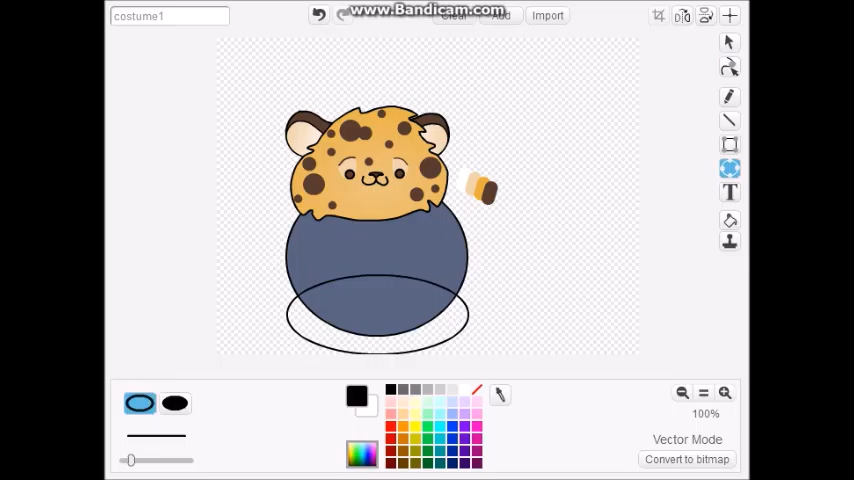 www.Bandicam.com
costume1
Clear
Add
Import
T
100%
Vector Mode
Convert to bitmap